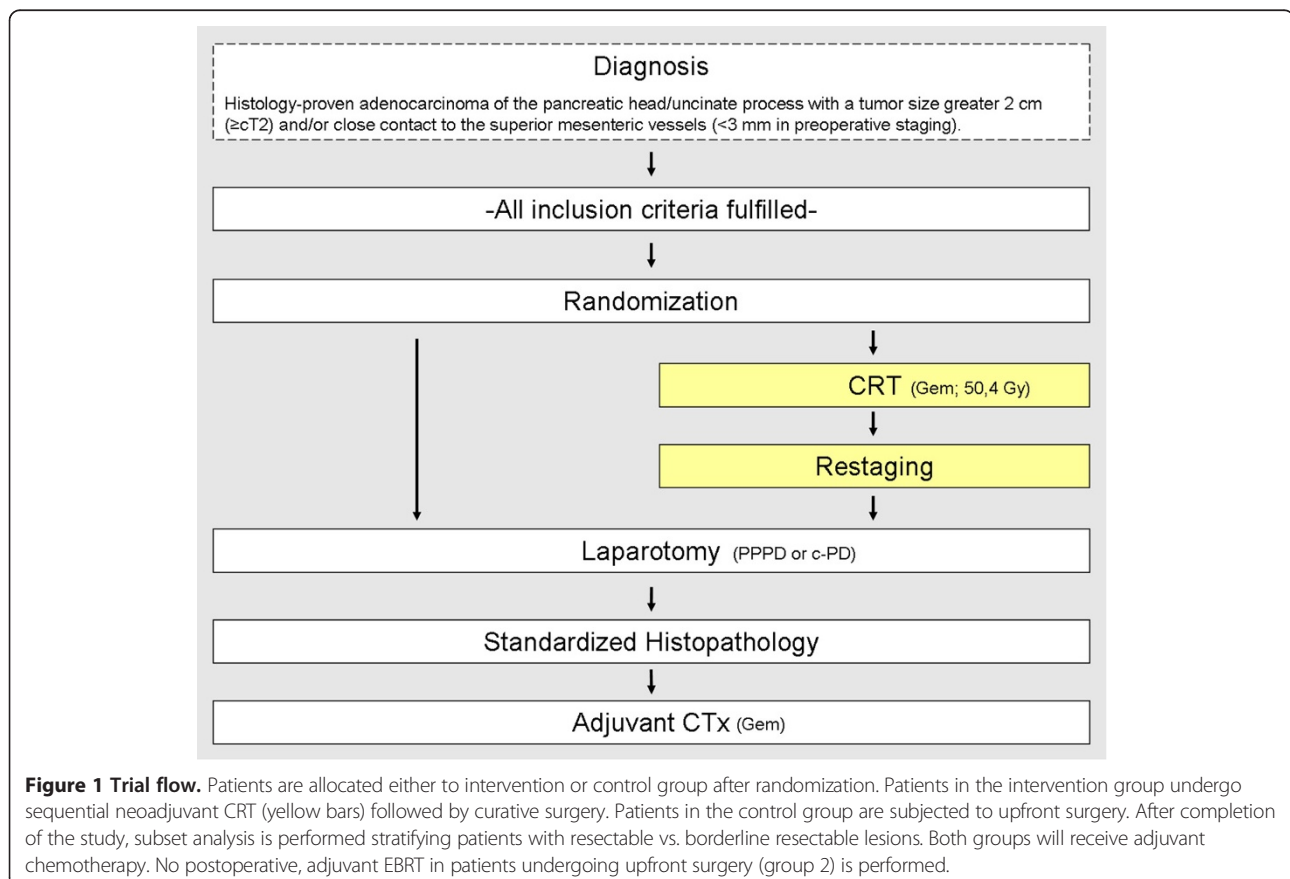 Diagnosis
Histology-proven adenocarcinoma of the pancreatic head/uncinate process with a tumor size greater 2 cm
(≥cT2) and/or close contact to the superior mesenteric vessels (<3 mm in preoperative staging).
-All inclusion criteria fulfilled-
Randomization
CRT (Gem; 50,4 Gy)
Restaging
Laparotomy (PPPD or c-PD)
Standardized Histopathology
Adjuvant CTx (Gem)
Figure 1 Trial flow. Patients are allocated either to intervention or control group after randomization. Patients in the intervention group undergo
sequential neoadjuvant CRT (yellow bars) followed by curative surgery. Patients in the control group are subjected to upfront surgery. After completion
of the study, subset analysis is performed stratifying patients with resectable vs. borderline resectable lesions. Both groups will receive adjuvant
chemotherapy. No postoperative, adjuvant EBRT in patients undergoing upfront surgery (group 2) is performed.